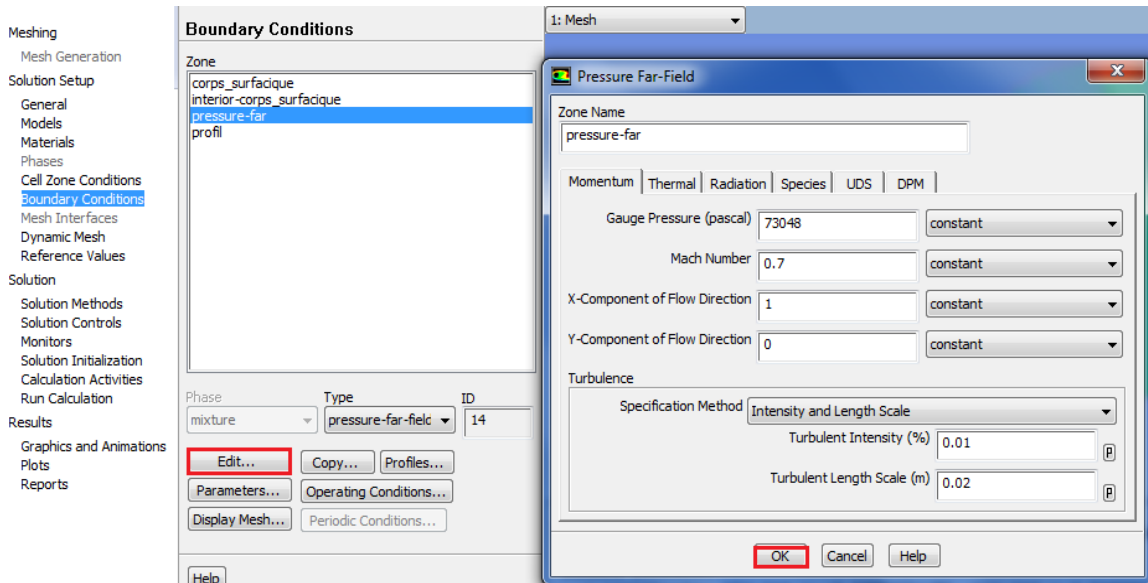 Meshing
Mesh Generation
Solution Setup
General
Models
Materials
Phases
Cell Zone Conditions
Boundary Conditions
Mesh Interfaces
Dynamic Mesh
Reference Values
Solution
Solution Methods
Solution Controls
Monitors
Solution Initialization
Calculation Activities
Run Calculation
Results
Graphics and Animations
Plots
Reports
Boundary Conditions
Zone
corps_surfacique
interior-corps_surfacique
pressure-far
profil
Phase Type ID
mixture pressure-far-field 14
Edit... Copy... Profiles...
Parameters... Operating Conditions...
Display Mesh... Periodic Conditions...
Help
1: Mesh
Pressure Far-Field
Zone Name
pressure-far
Momentum Thermal Radiation Species UDS DPM
Gauge Pressure (pascal) 73048 constant
Mach Number 0.7 constant
X-Component of Flow Direction 1 constant
Y-Component of Flow Direction 0 constant
Turbulence
Specification Method Intensity and Length Scale
Turbulent Intensity (%) 0.01 P
Turbulent Length Scale (m) 0.02 P
OK Cancel Help